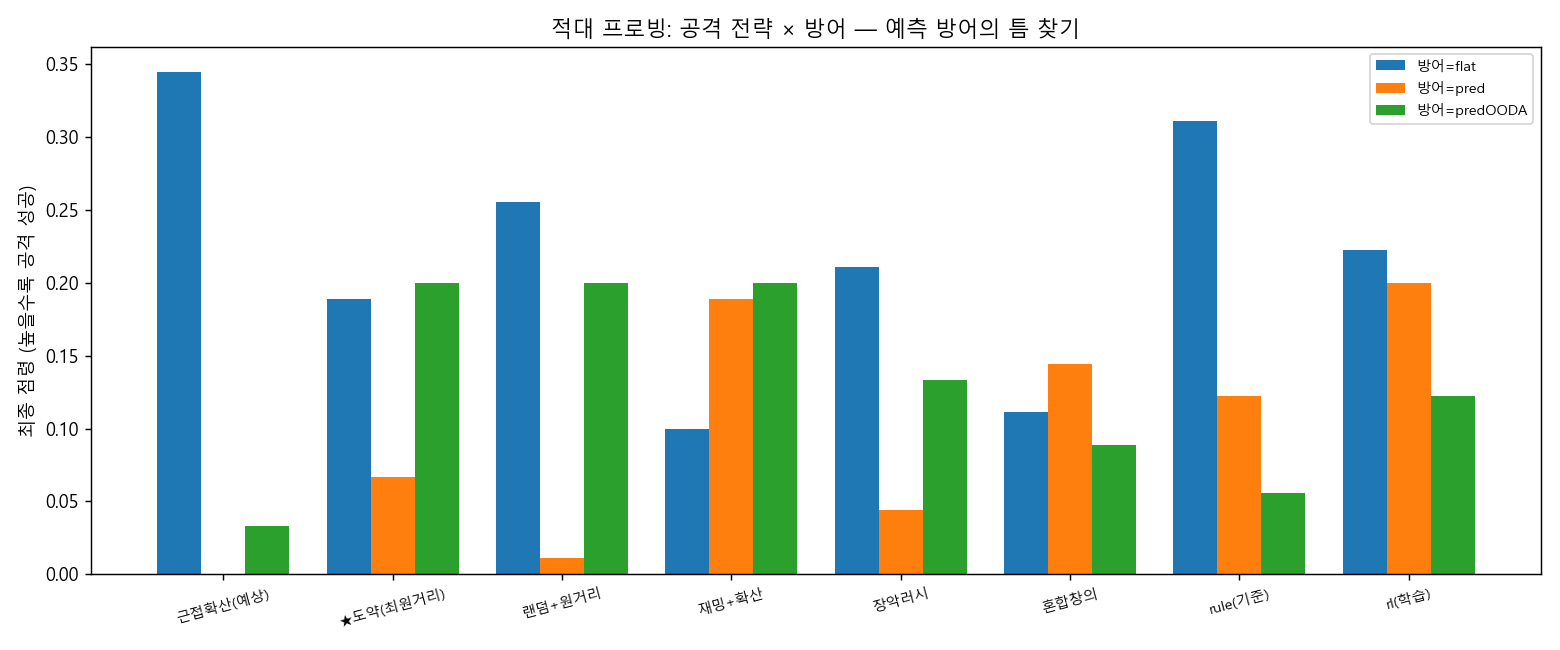 적대 프로빙: 공격 전략 × 방어 — 예측 방어의 틈 찾기
방어=flat
방어=pred
방어=predOODA
최종 점령 (높을수록 공격 성공)
0.35
0.30
0.25
0.20
0.15
0.10
0.05
0.00
근접확산(예상)
★도약(최원거리)
랜덤+원거리
재밍+확산
장악러시
혼합창의
rule(기준)
rl(학습)